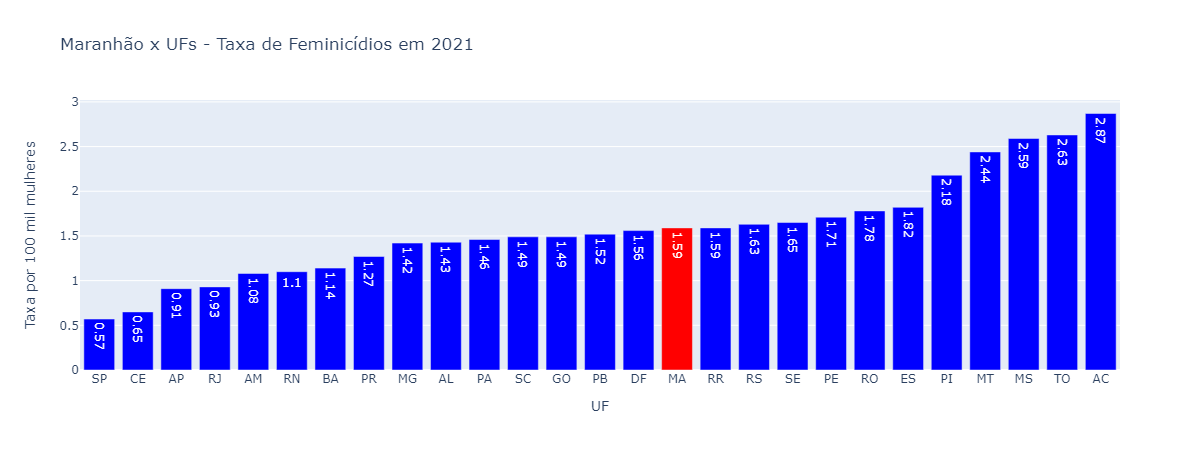 Maranhão x UFs - Taxa de Feminicídios em 2021
Taxa por 100 mil mulheres
3
2.5
2
1.5
1
0.5
0
0.57 0.65 0.91 0.93 1.08 1.1 1.14 1.27 1.42 1.43 1.46 1.49 1.49 1.52 1.56 1.59 1.59 1.63 1.65 1.71 1.78 1.82 2.18 2.44 2.59 2.63 2.87
SP CE AP RJ AM RN BA PR MG AL PA SC GO PB DF MA RR RS SE PE RO ES PI MT MS TO AC
UF